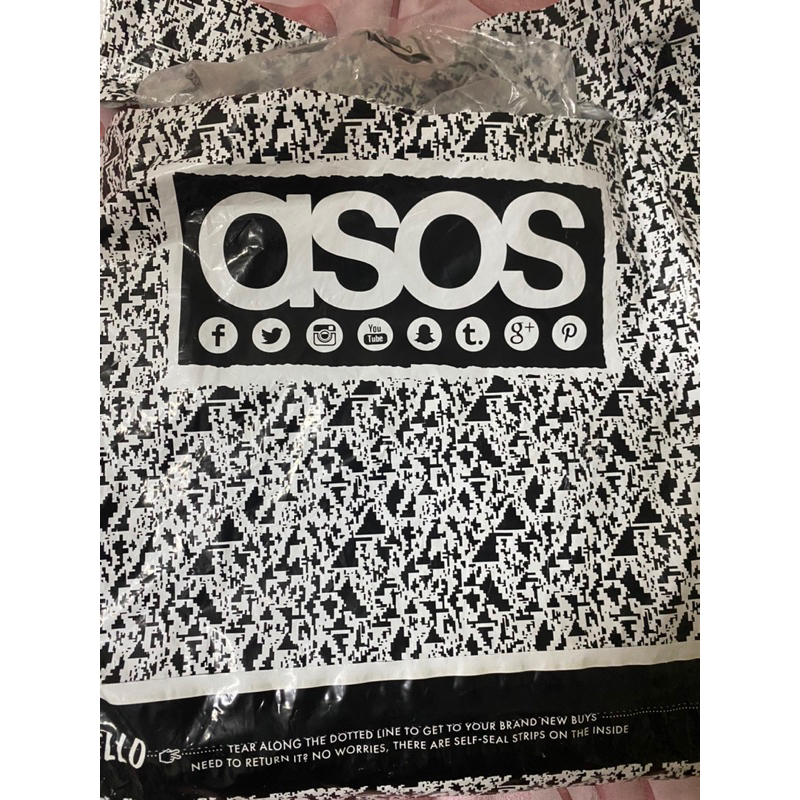 asos
f You Tube t. g+ p
LLO TEAR ALONG THE DOTTED LINE TO GET TO YOUR BRAND NEW BUYS
NEED TO RETURN IT? NO WORRIES, THERE ARE SELF-SEAL STRIPS ON THE INSIDE